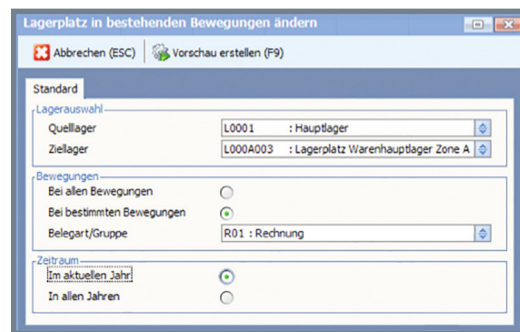 Lagerplatz in bestehenden Bewegungen ändern
Abbrechen (ESC) Vorschau erstellen (F9)
Standard
Lagerauswahl
Quelllager L0001 : Hauptlager
Ziellager L000A003 : Lagerplatz Warenhauptlager Zone A
Bewegungen
Bei allen Bewegungen
Bei bestimmten Bewegungen
Belegart/Gruppe R01 : Rechnung
Zeitraum
Im aktuellen Jahr
In allen Jahren